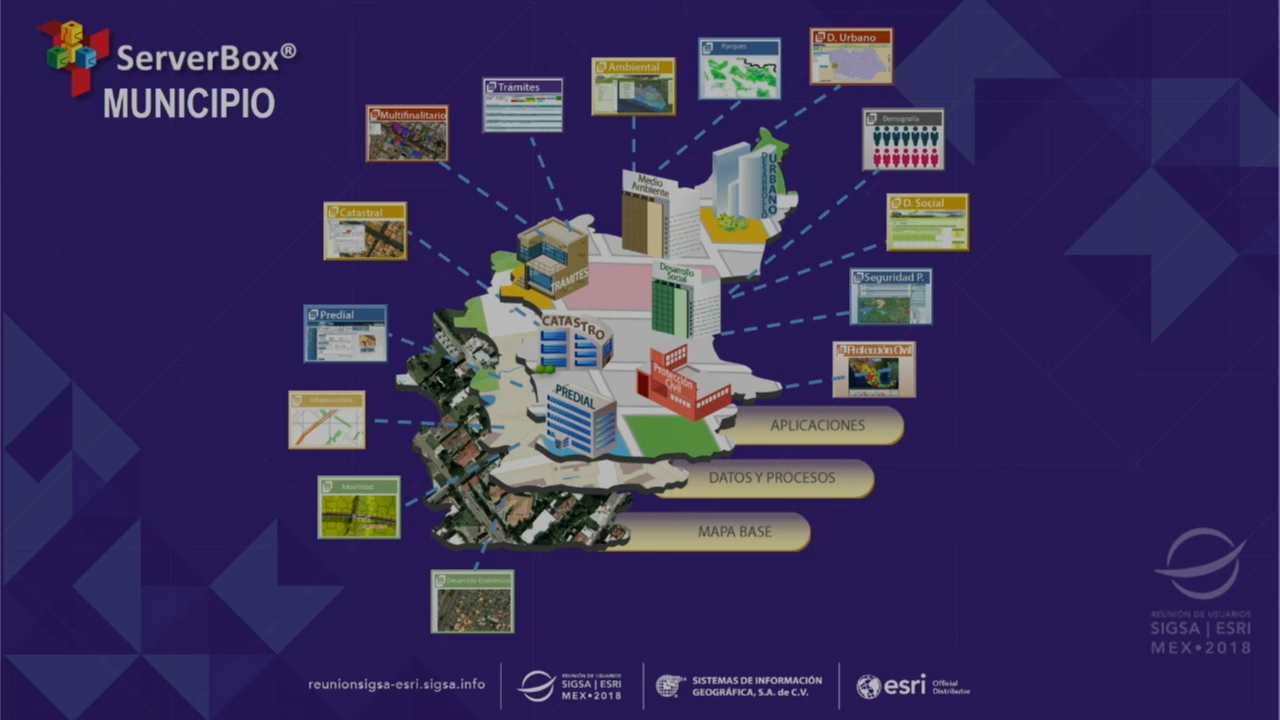 ServerBox®
MUNICIPIO
D. Urbano
Parques
Ambiental
Trámites
Multifinalitario
Demografía
Catastral
D. Social
Seguridad P.
Predial
Protección Civil
Infraestructura
Movilidad
Desarrollo Económico
DESARROLLO
URBANO
Medio
Ambiente
TRÁMITES
Desarrollo
Social
CATASTRO
Protección
Civil
PREDIAL
APLICACIONES
DATOS Y PROCESOS
MAPA BASE
REUNIÓN DE USUARIOS
SIGSA | ESRI
MEX•2018
reunionsigsa-esri.sigsa.info
REUNIÓN DE USUARIOS
SIGSA | ESRI
MEX•2018
SISTEMAS DE INFORMACIÓN
GEOGRÁFICA, S.A. de C.V.
esri
Official
Distributor